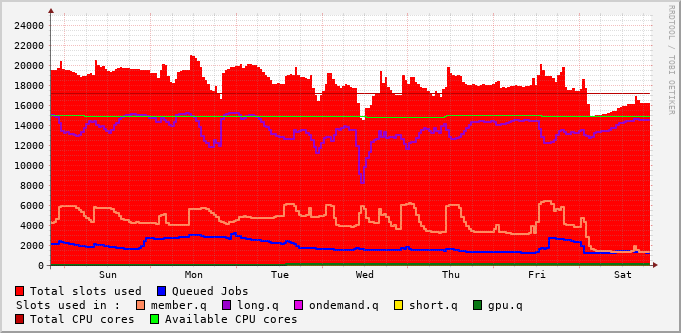 RRDTOOL / TOBI OETIKER
24000
22000
20000
18000
16000
14000
12000
10000
8000
6000
4000
2000
0
Sun Mon Tue Wed Thu Fri Sat
Total slots used Queued Jobs
Slots used in : member.q long.q ondemand.q short.q gpu.q
Total CPU cores Available CPU cores